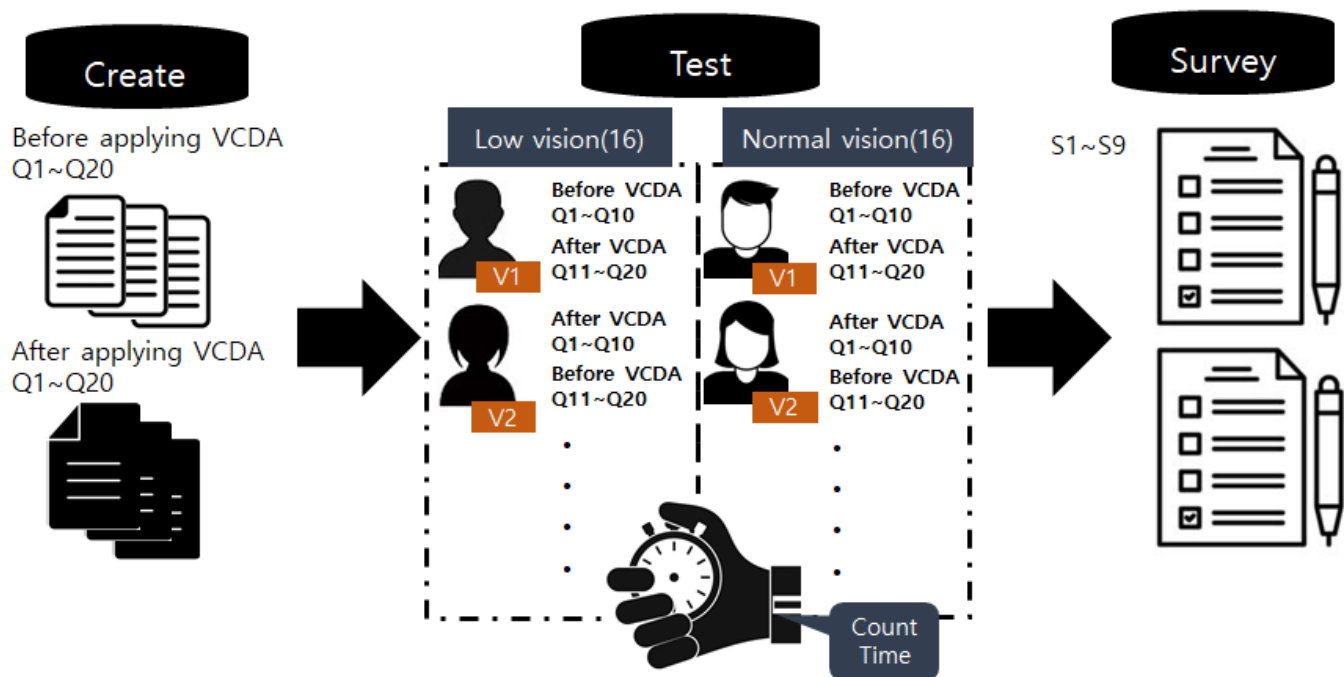 Create
Before applying VCDA
Q1~Q20
After applying VCDA
Q1~Q20
Test
Low vision(16)
Before VCDA
Q1~Q10
After VCDA
Q11~Q20
V1
After VCDA
Q1~Q10
Before VCDA
Q11~Q20
V2
Normal vision(16)
Before VCDA
Q1~Q10
After VCDA
Q11~Q20
V1
After VCDA
Q1~Q10
Before VCDA
Q11~Q20
V2
Count
Time
Survey
S1~S9